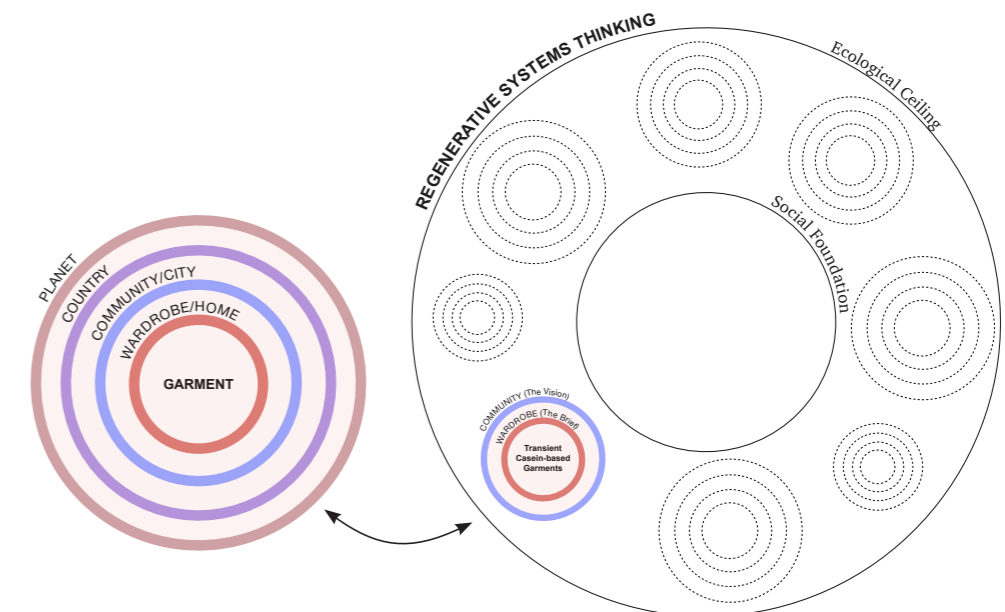 PLANET
COUNTRY
COMMUNITY/CITY
WARDROBE/HOME
GARMENT
REGENERATIVE SYSTEMS THINKING
Ecological Ceiling
Social Foundation
COMMUNITY (The Vision)
WARDROBE (The Brief)
Transient
Casein-based
Garments